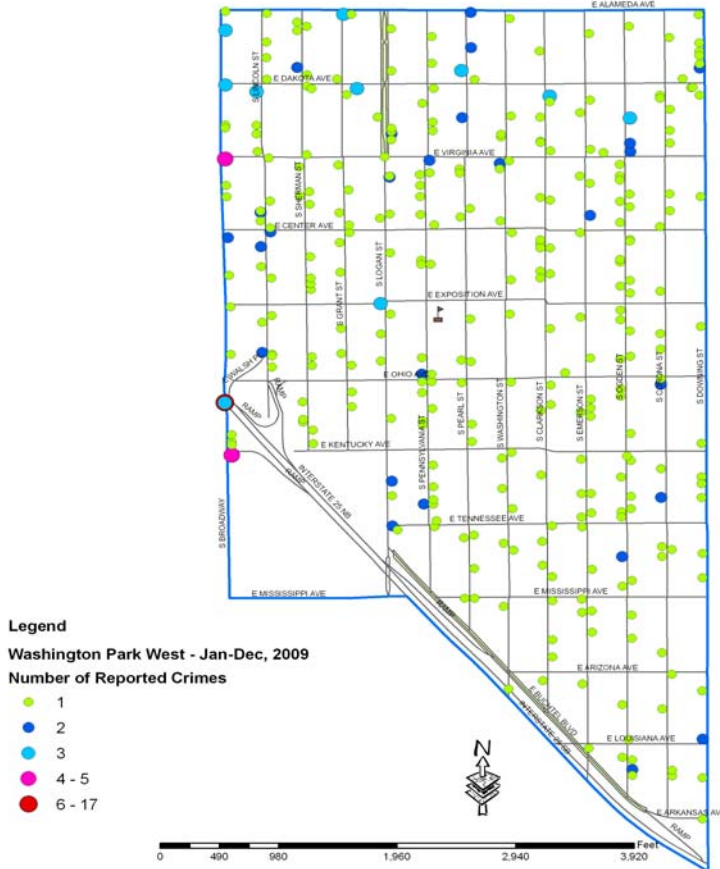 E ALAMEDA AVE
S LINCOLN ST
E DAKOTA AVE
E VIRGINIA AVE
S SHERMAN ST
E CENTER AVE
S LOGAN ST
E GRANT ST
E EXPOSITION AVE
E OHIO AVE
RAMP
RAMP
S PENNSYLVANIA ST
S PEARL ST
S WASHINGTON ST
S CLARKSON ST
S EMERSON ST
S OGDEN ST
S CORONA ST
S DOWNING ST
E KENTUCKY AVE
RAMP
INTERSTATE 25 NB
S BROADWAY
E TENNESSEE AVE
E MISSISSIPPI AVE
E MISSISSIPPI AVE
RAMP
E ARIZONA AVE
E BUCHTEL BLVD
INTERSTATE 25 SB
E LOUISIANA AVE
E ARKANSAS AV
RAMP
Legend
Washington Park West - Jan-Dec, 2009
Number of Reported Crimes
1
2
3
4 - 5
6 - 17
N
Feet
0 490 980 1,960 2,940 3,920